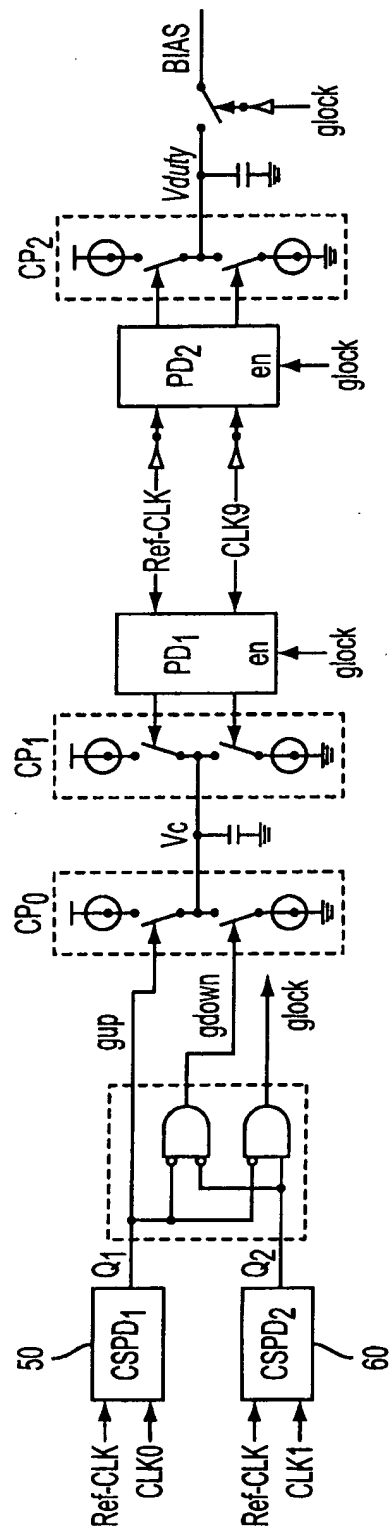 50
Ref-CLK
CLK0
CSPD1
Q1
Ref-CLK
CLK1
CSPD2
60
Q2
gup
gdown
glock
CP0
Vc
CP1
PD1
en
glock
Ref-CLK
CLK9
PD2
en
glock
CP2
Vduty
BIAS
glock